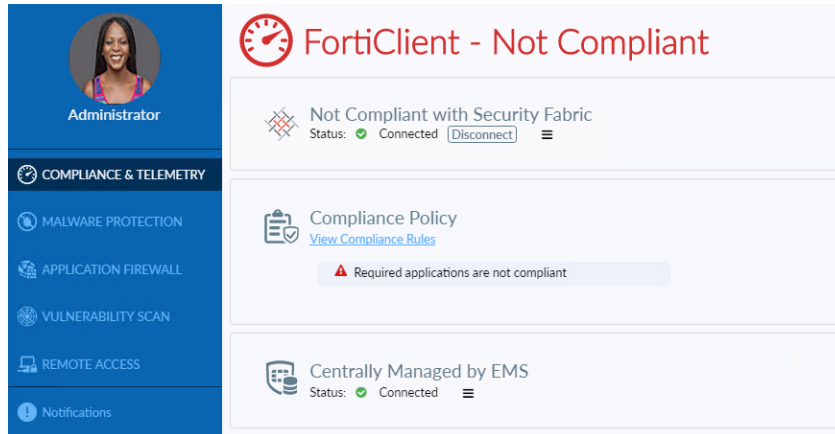 Administrator
COMPLIANCE & TELEMETRY
MALWARE PROTECTION
APPLICATION FIREWALL
VULNERABILITY SCAN
REMOTE ACCESS
Notifications
FortiClient - Not Compliant
Not Compliant with Security Fabric
Status: Connected Disconnect
Compliance Policy
View Compliance Rules
Required applications are not compliant
Centrally Managed by EMS
Status: Connected